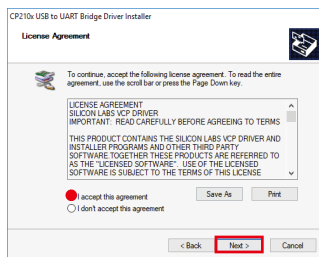 CP210x USB to UART Bridge Driver Installer
License Agreement
To continue, accept the following license agreement. To read the entire
agreement, use the scroll bar or press the Page Down key.
LICENSE AGREEMENT
SILICON LABS VCP DRIVER
IMPORTANT: READ CAREFULLY BEFORE AGREEING TO TERMS
THIS PRODUCT CONTAINS THE SILICON LABS VCP DRIVER AND
INSTALLER PROGRAMS AND OTHER THIRD PARTY
SOFTWARE.TOGETHER THESE PRODUCTS ARE REFERRED TO
AS THE "LICENSED SOFTWARE". USE OF THE LICENSED
SOFTWARE IS SUBJECT TO THE TERMS OF THIS LICENSE
I accept this agreement
Save As
Print
I don't accept this agreement
< Back
Next >
Cancel